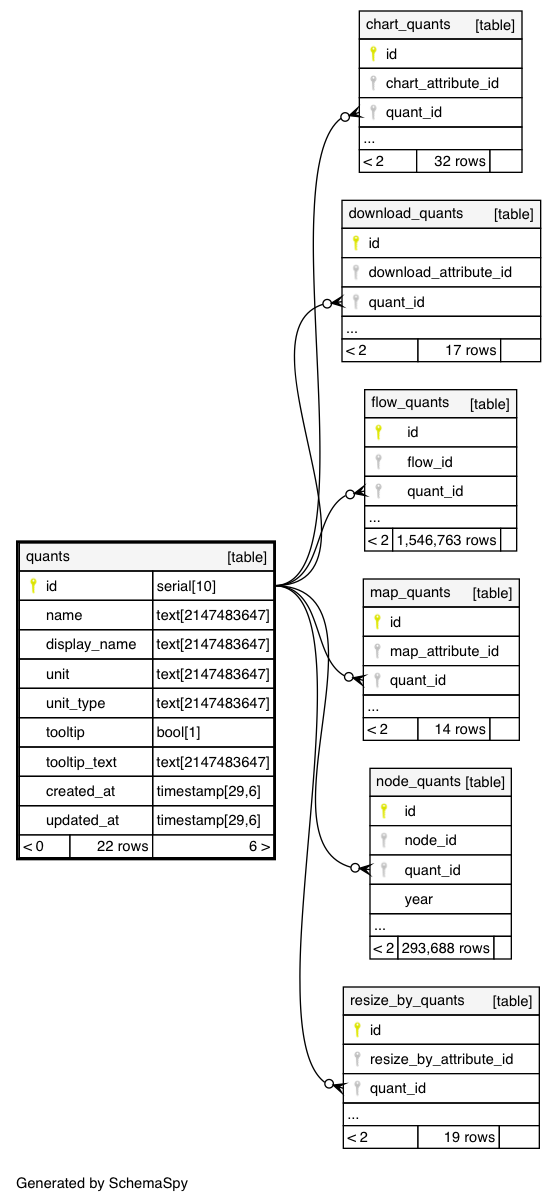 chart_quants [table]
id
chart_attribute_id
quant_id
...
< 2 32 rows
download_quants [table]
id
download_attribute_id
quant_id
...
< 2 17 rows
flow_quants [table]
id
flow_id
quant_id
...
< 2 1,546,763 rows
quants [table]
id serial[10]
name text[2147483647]
display_name text[2147483647]
unit text[2147483647]
unit_type text[2147483647]
tooltip bool[1]
tooltip_text text[2147483647]
created_at timestamp[29,6]
updated_at timestamp[29,6]
< 0 22 rows 6 >
map_quants [table]
id
map_attribute_id
quant_id
...
< 2 14 rows
node_quants [table]
id
node_id
quant_id
year
...
< 2 293,688 rows
resize_by_quants [table]
id
resize_by_attribute_id
quant_id
...
< 2 19 rows
Generated by SchemaSpy